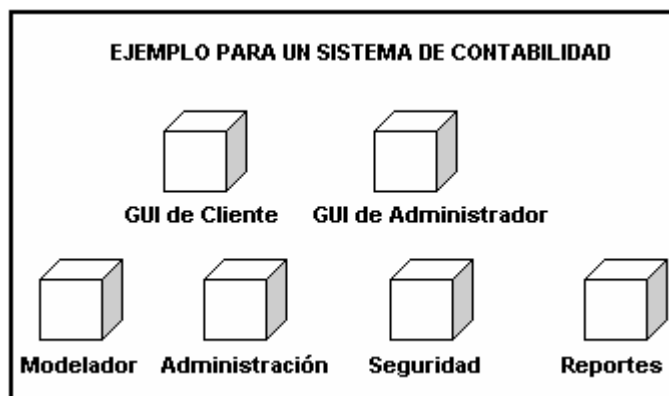 EJEMPLO PARA UN SISTEMA DE CONTABILIDAD
GUI de Cliente GUI de Administrador
Modelador Administración Seguridad Reportes